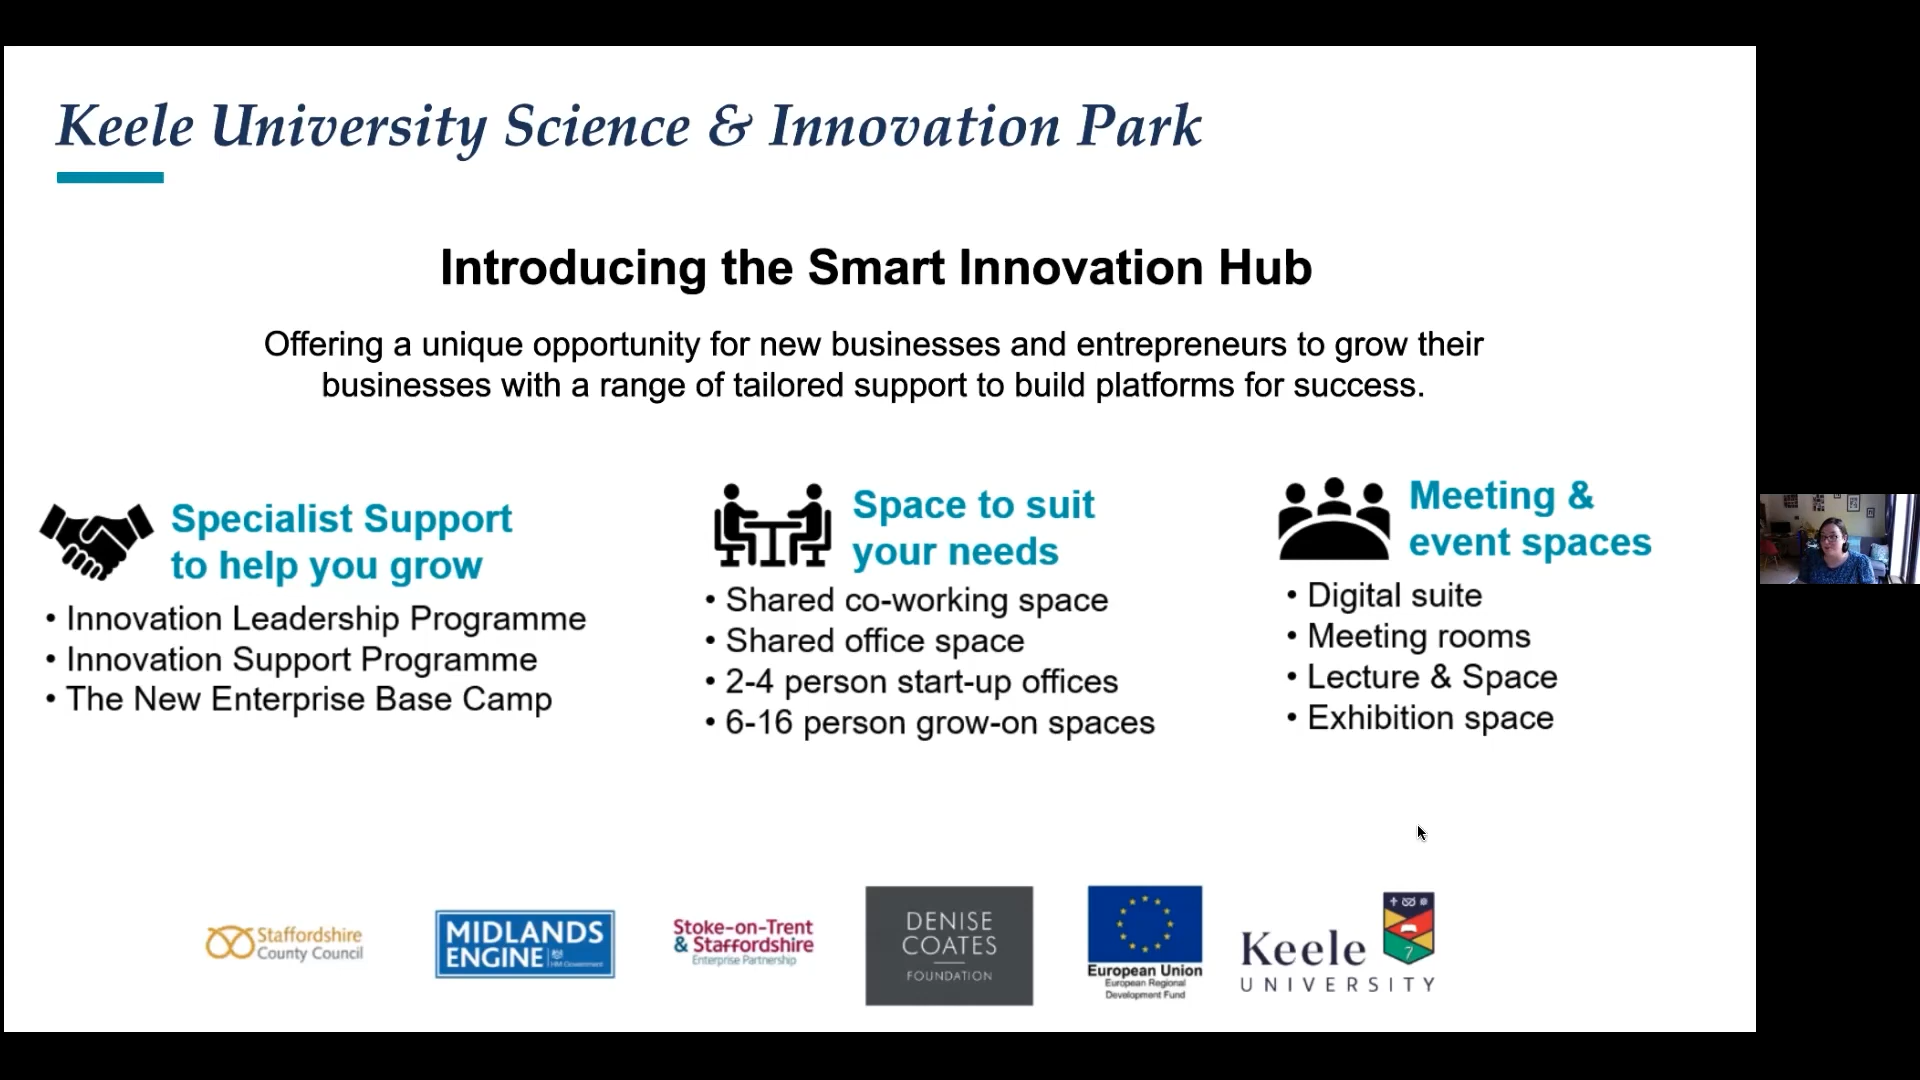 Keele University Science & Innovation Park
Introducing the Smart Innovation Hub
Offering a unique opportunity for new businesses and entrepreneurs to grow their
businesses with a range of tailored support to build platforms for success.
Specialist Support
to help you grow
• Innovation Leadership Programme
• Innovation Support Programme
• The New Enterprise Base Camp
Space to suit
your needs
• Shared co-working space
• Shared office space
• 2-4 person start-up offices
• 6-16 person grow-on spaces
Meeting &
event spaces
• Digital suite
• Meeting rooms
• Lecture & Space
• Exhibition space
Staffordshire
County Council
MIDLANDS
ENGINE
HM Government
Stoke-on-Trent
& Staffordshire
Enterprise Partnership
DENISE
COATES
FOUNDATION
European Union
European Regional
Development Fund
Keele
UNIVERSITY